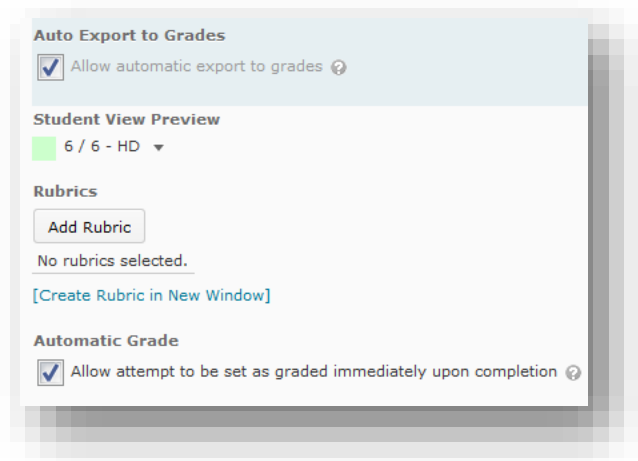 Auto Export to Grades
Allow automatic export to grades ?
Student View Preview
6 / 6 - HD
Rubrics
Add Rubric
No rubrics selected.
[Create Rubric in New Window]
Automatic Grade
Allow attempt to be set as graded immediately upon completion ?